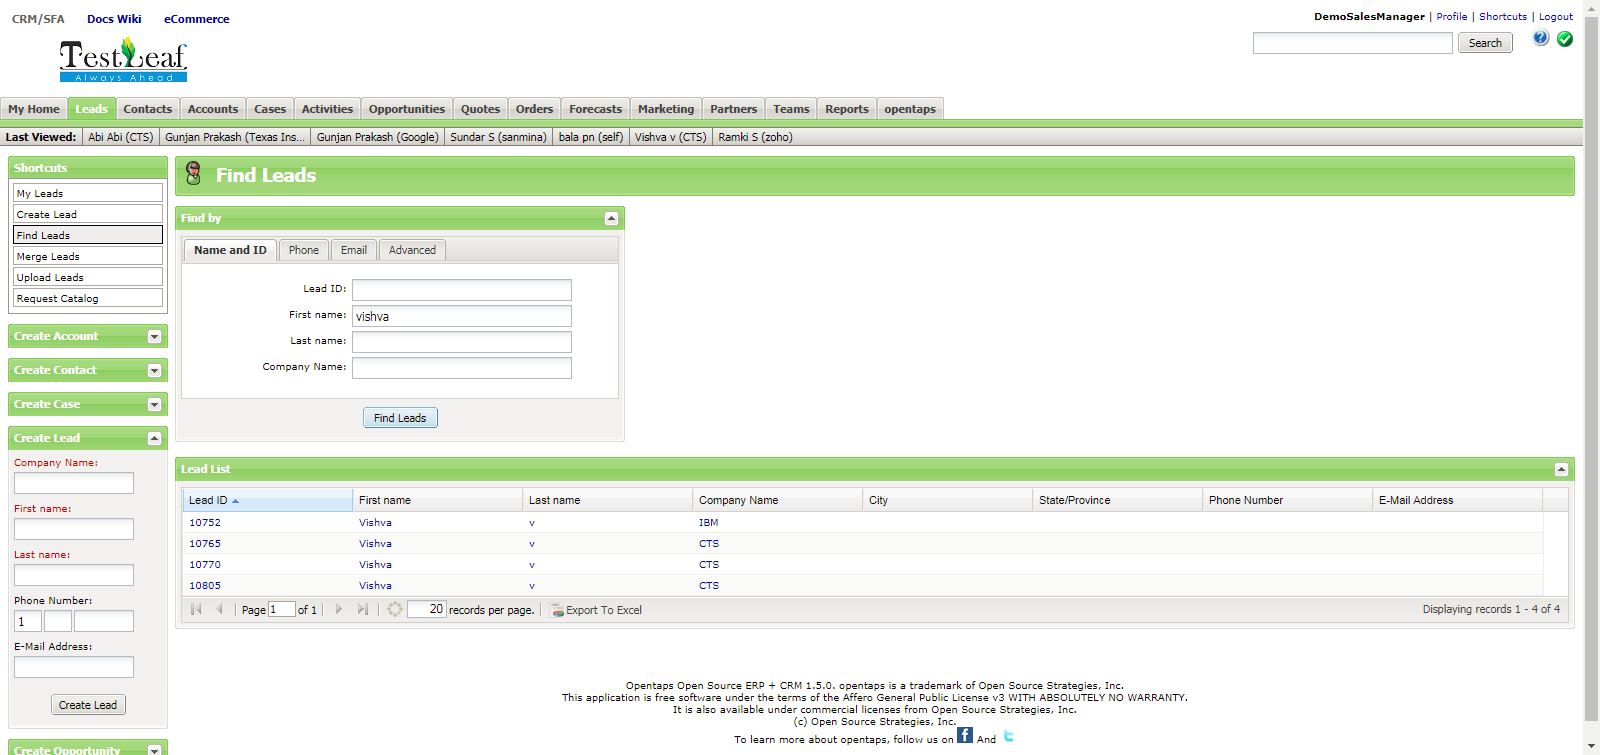 CRM/SFA Docs Wiki eCommerce
DemoSalesManager | Profile | Shortcuts | Logout
TestLeaf
Always Ahead
Search
My Home Leads Contacts Accounts Cases Activities Opportunities Quotes Orders Forecasts Marketing Partners Teams Reports opentaps
Last Viewed: Abi Abi (CTS) Gunjan Prakash (Texas Ins... Gunjan Prakash (Google) Sundar S (sanmina) bala pn (self) Vishva v (CTS) Ramki S (zoho)
Shortcuts
My Leads
Create Lead
Find Leads
Merge Leads
Upload Leads
Request Catalog
Create Account
Create Contact
Create Case
Create Lead
Company Name:
First name:
Last name:
Phone Number:
1
E-Mail Address:
Create Lead
Create Opportunity
Find Leads
Find by
Name and ID Phone Email Advanced
Lead ID:
First name: vishva
Last name:
Company Name:
Find Leads
Lead List
Lead ID First name Last name Company Name City State/Province Phone Number E-Mail Address
10752 Vishva v IBM
10765 Vishva v CTS
10770 Vishva v CTS
10805 Vishva v CTS
Page 1 of 1 20 records per page. Export To Excel Displaying records 1 - 4 of 4
Opentaps Open Source ERP + CRM 1.5.0. opentaps is a trademark of Open Source Strategies, Inc.
This application is free software under the terms of the Affero General Public License v3 WITH ABSOLUTELY NO WARRANTY.
It is also available under commercial licenses from Open Source Strategies, Inc.
(c) Open Source Strategies, Inc.
To learn more about opentaps, follow us on f And t